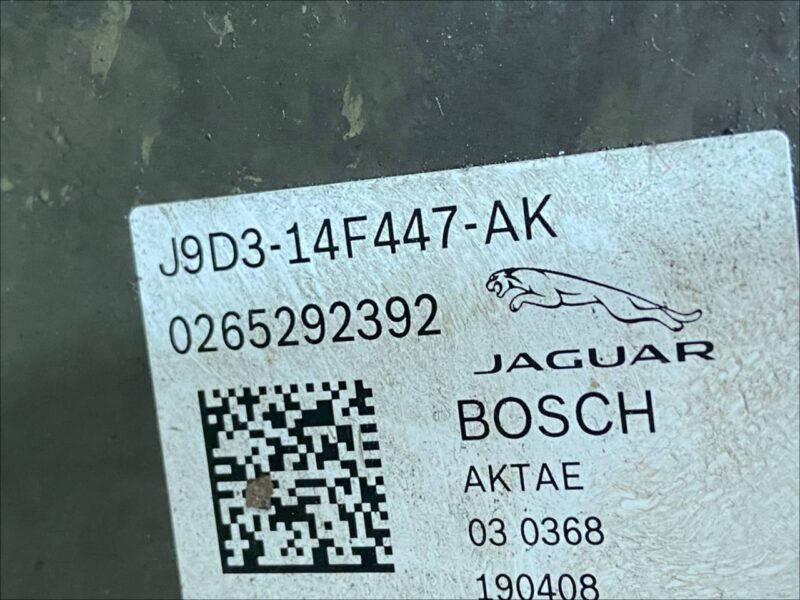 J9D3-14F447-AK
0265292392
JAGUAR
BOSCH
AKTAE
03 0368
190408